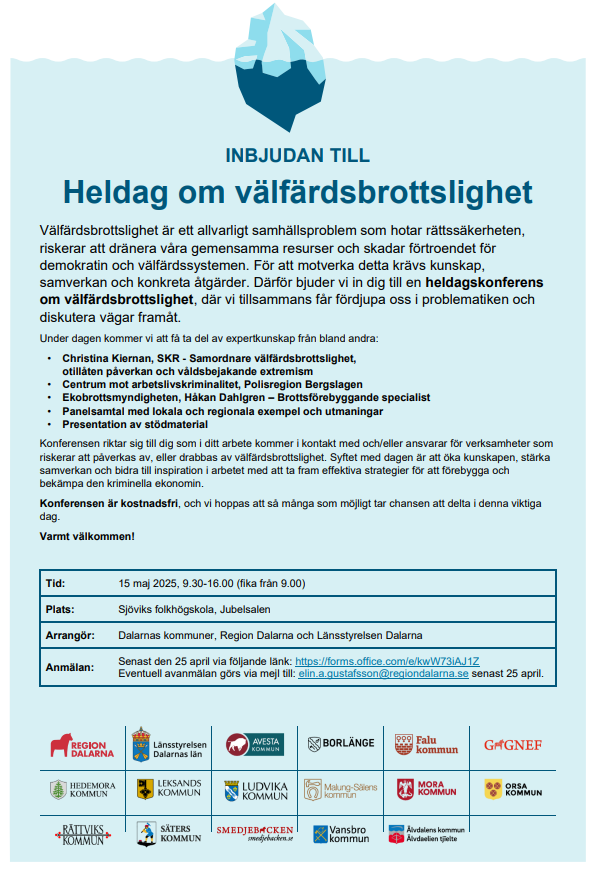 INBJUDAN TILL
Heldag om välfärdsbrottslighet
Välfärdsbrottslighet är ett allvarligt samhällsproblem som hotar rättssäkerheten,
riskerar att dränera våra gemensamma resurser och skadar förtroendet för
demokratin och välfärdssystemen. För att motverka detta krävs kunskap,
samverkan och konkreta åtgärder. Därför bjuder vi in dig till en heldagskonferens
om välfärdsbrottslighet, där vi tillsammans får fördjupa oss i problematiken och
diskutera vägar framåt.
Under dagen kommer vi att få ta del av expertkunskap från bland andra:
• Christina Kiernan, SKR - Samordnare välfärdsbrottslighet,
otillåten påverkan och våldsbejakande extremism
• Centrum mot arbetslivskriminalitet, Polisregion Bergslagen
• Ekobrottsmyndigheten, Håkan Dahlgren – Brottsförebyggande specialist
• Panelsamtal med lokala och regionala exempel och utmaningar
• Presentation av stödmaterial
Konferensen riktar sig till dig som i ditt arbete kommer i kontakt med och/eller ansvarar för verksamheter som
riskerar att påverkas av, eller drabbas av välfärdsbrottslighet. Syftet med dagen är att öka kunskapen, stärka
samverkan och bidra till inspiration i arbetet med att ta fram effektiva strategier för att förebygga och
bekämpa den kriminella ekonomin.
Konferensen är kostnadsfri, och vi hoppas att så många som möjligt tar chansen att delta i denna viktiga
dag.
Varmt välkommen!
Tid: 15 maj 2025, 9.30-16.00 (fika från 9.00)
Plats: Sjöviks folkhögskola, Jubelsalen
Arrangör: Dalarnas kommuner, Region Dalarna och Länsstyrelsen Dalarna
Anmälan: Senast den 25 april via följande länk: https://forms.office.com/e/kwW73iAJ1Z
Eventuell avanmälan görs via mejl till: elin.a.gustafsson@regiondalarna.se senast 25 april.
REGION
DALARNA
Länsstyrelsen
Dalarnas län
AVESTA
KOMMUN
BORLÄNGE
Falu
kommun
GAGNEF
HEDEMORA
KOMMUN
LEKSANDS
KOMMUN
LUDVIKA
KOMMUN
Malung-Sälens
kommun
MORA
KOMMUN
ORSA
KOMMUN
RÄTTVIKS
KOMMUN
SÄTERS
KOMMUN
SMEDJEBACKEN
smedjebacken.se
Vansbro
kommun
Älvdalens kommun
Älvdaelien tjïelte